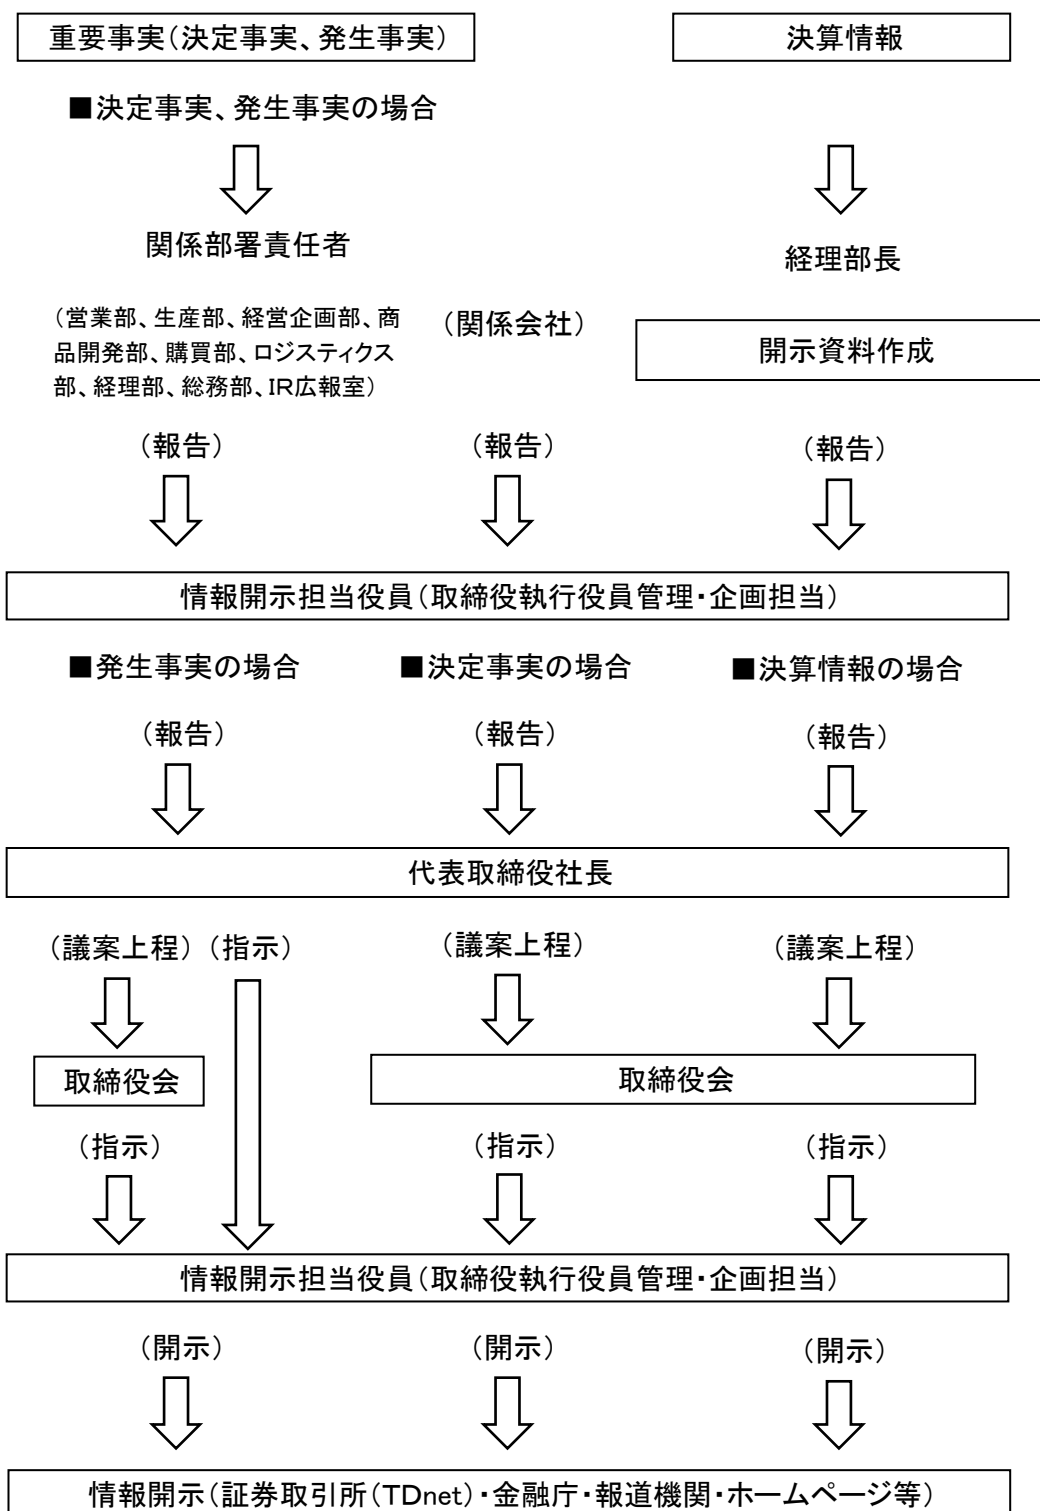 重要事実（決定事実、発生事実）
決算情報
■決定事実、発生事実の場合
関係部署責任者
経理部長
（営業部、生産部、経営企画部、商
品開発部、購買部、ロジスティクス
部、経理部、総務部、IR広報室）
（関係会社）
開示資料作成
（報告）
（報告）
（報告）
情報開示担当役員（取締役執行役員管理・企画担当）
■発生事実の場合
■決定事実の場合
■決算情報の場合
（報告）
（報告）
（報告）
代表取締役社長
（議案上程）
（指示）
（議案上程）
（議案上程）
取締役会
取締役会
（指示）
（指示）
（指示）
情報開示担当役員（取締役執行役員管理・企画担当）
（開示）
（開示）
（開示）
情報開示（証券取引所（TDnet）・金融庁・報道機関・ホームページ等）